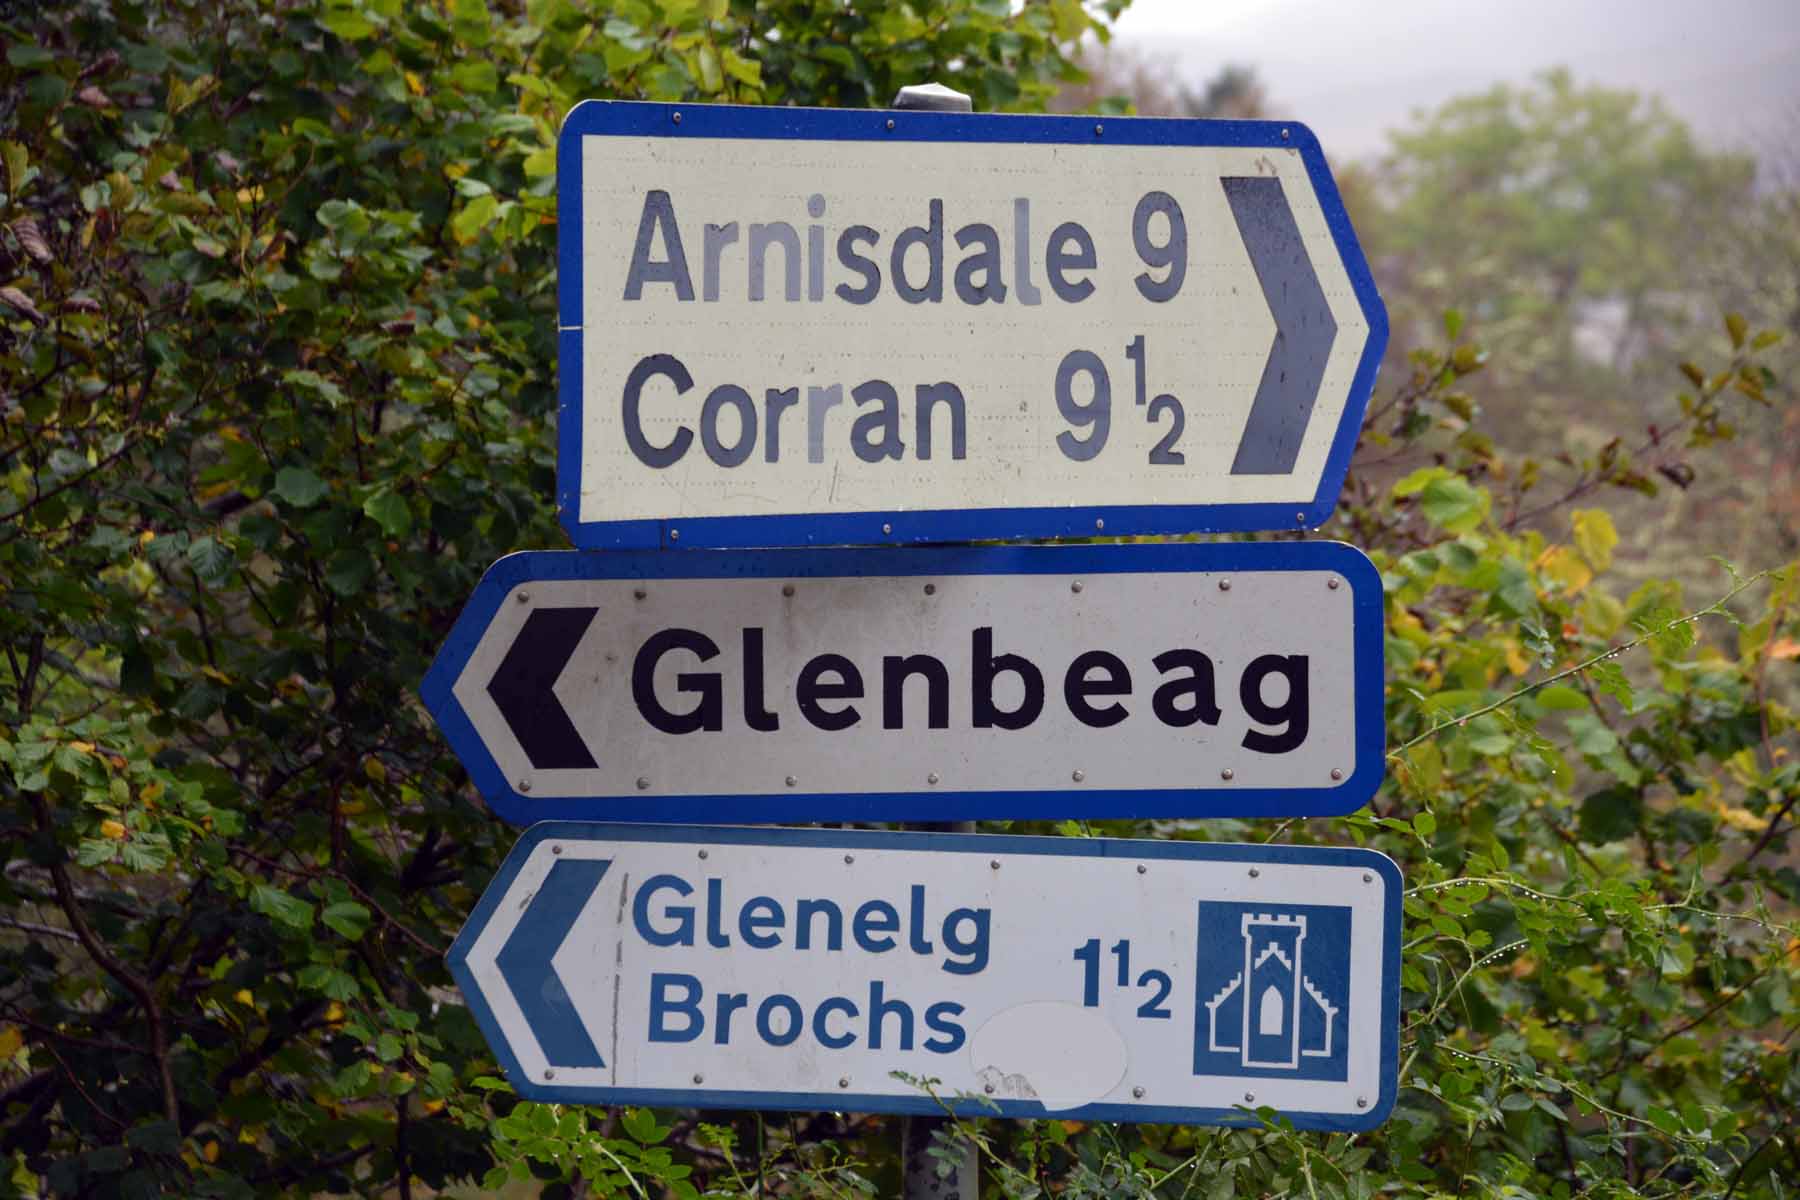 Arnisdale 9
Corran 9½
Glenbeag
Glenelg
Brochs 1½